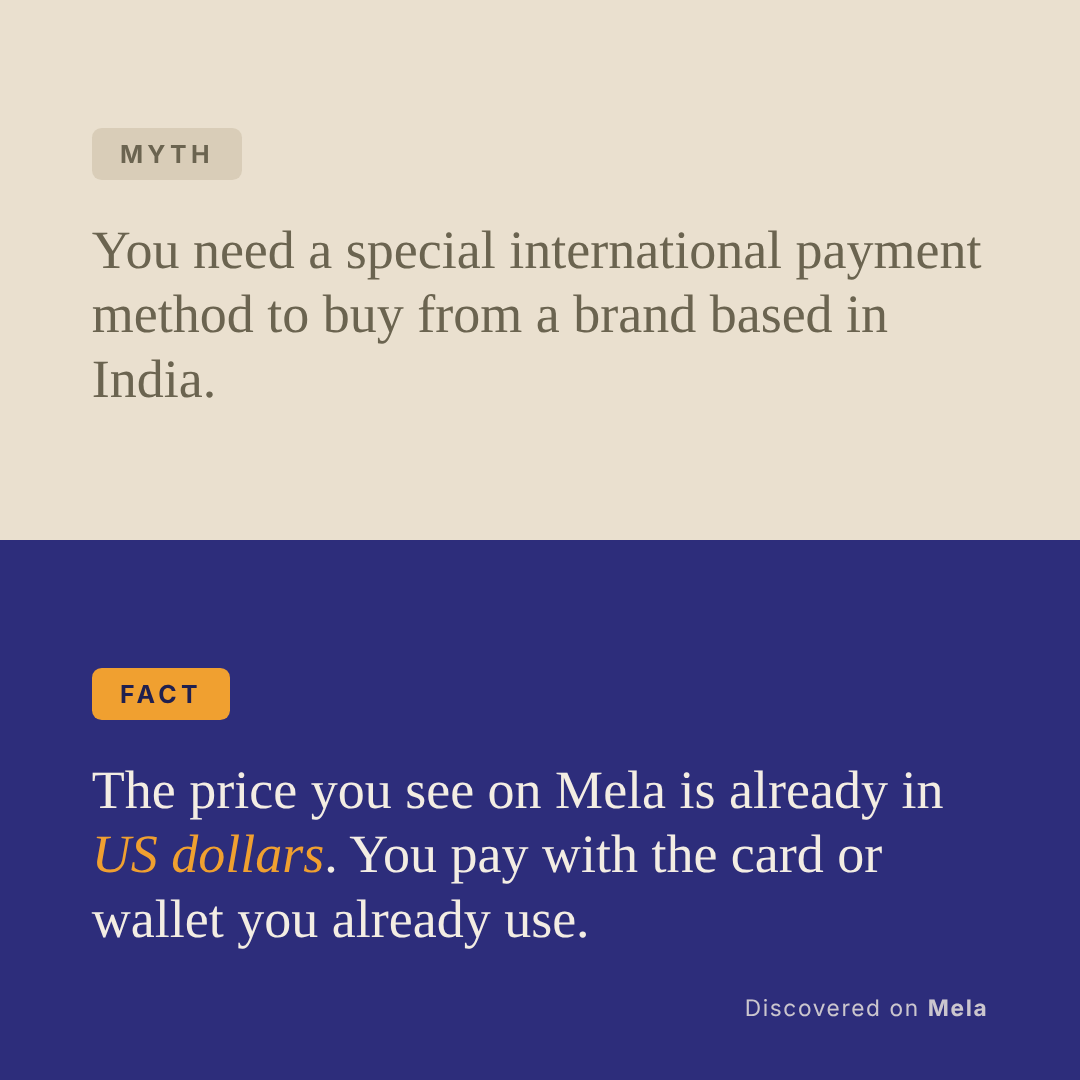 MYTH
You need a special international payment
method to buy from a brand based in
India.
FACT
The price you see on Mela is already in
US dollars. You pay with the card or
wallet you already use.
Discovered on Mela